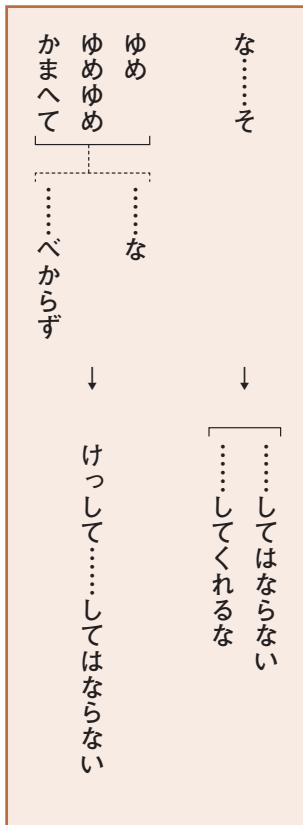 な……そ
↓
……してはならない
……してくれるな
ゆめ
ゆめゆめ
かまへて
……な
……べからず
↓
けっして……してはならない